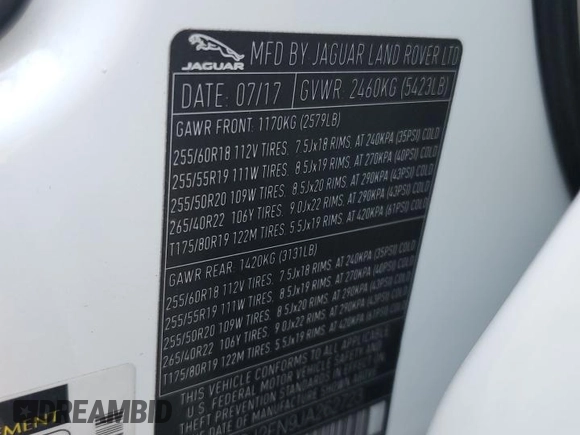 JAGUAR
MFD BY JAGUAR LAND ROVER LTD
DATE: 07/17 GVWR 2460KG (5423LB)
GAWR FRONT: 1170KG (2579LB)
255/60R18 112V TIRES, 7.5Jx18 RIMS, AT 240KPA (35PSI) COLD
255/55R19 111W TIRES, 8.5Jx19 RIMS, AT 270KPA (40PSI) COLD
255/50R20 109W TIRES, 8.5Jx20 RIMS, AT 290KPA (43PSI) COLD
265/40R22 106Y TIRES, 9.0Jx22 RIMS, AT 290KPA (43PSI) COLD
T175/80R19 122M TIRES, 5.5Jx19 RIMS, AT 420KPA (61PSI) COLD
GAWR REAR: 1420KG (3131LB)
255/60R18 112V TIRES, 7.5Jx18 RIMS, AT 240KPA (35PSI) COLD
255/55R19 111W TIRES, 8.5Jx19 RIMS, AT 270KPA (40PSI) COLD
255/50R20 109W TIRES, 8.5Jx20 RIMS, AT 290KPA (43PSI) COLD
265/40R22 106Y TIRES, 9.0Jx22 RIMS, AT 290KPA (43PSI) COLD
T175/80R19 122M TIRES, 5.5Jx19 RIMS, AT 420KPA (61PSI) COLD
THIS VEHICLE CONFORMS TO ALL APPLICABLE
U.S FEDERAL MOTOR VEHICLE SAFETY AND
THEFT PREVENTION
EMENT
DREAMBID